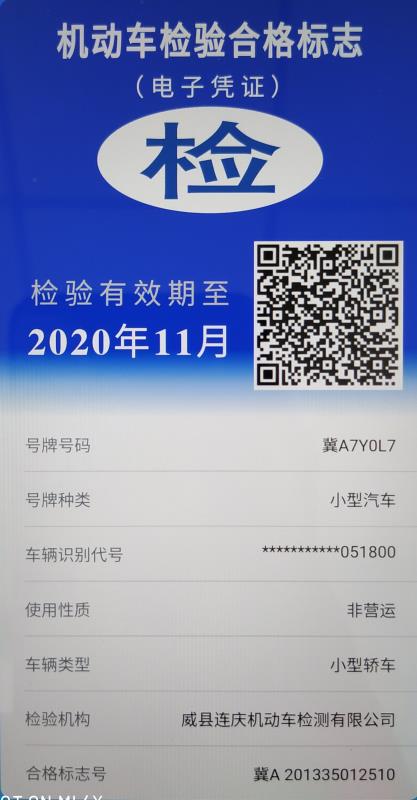 机动车检验合格标志
（电子凭证）
检
检验有效期至
2020年11月
号牌号码 冀A7Y0L7
号牌种类 小型汽车
车辆识别代号 ***********051800
使用性质 非营运
车辆类型 小型轿车
检验机构 威县连庆机动车检测有限公司
合格标志号 冀A 201335012510